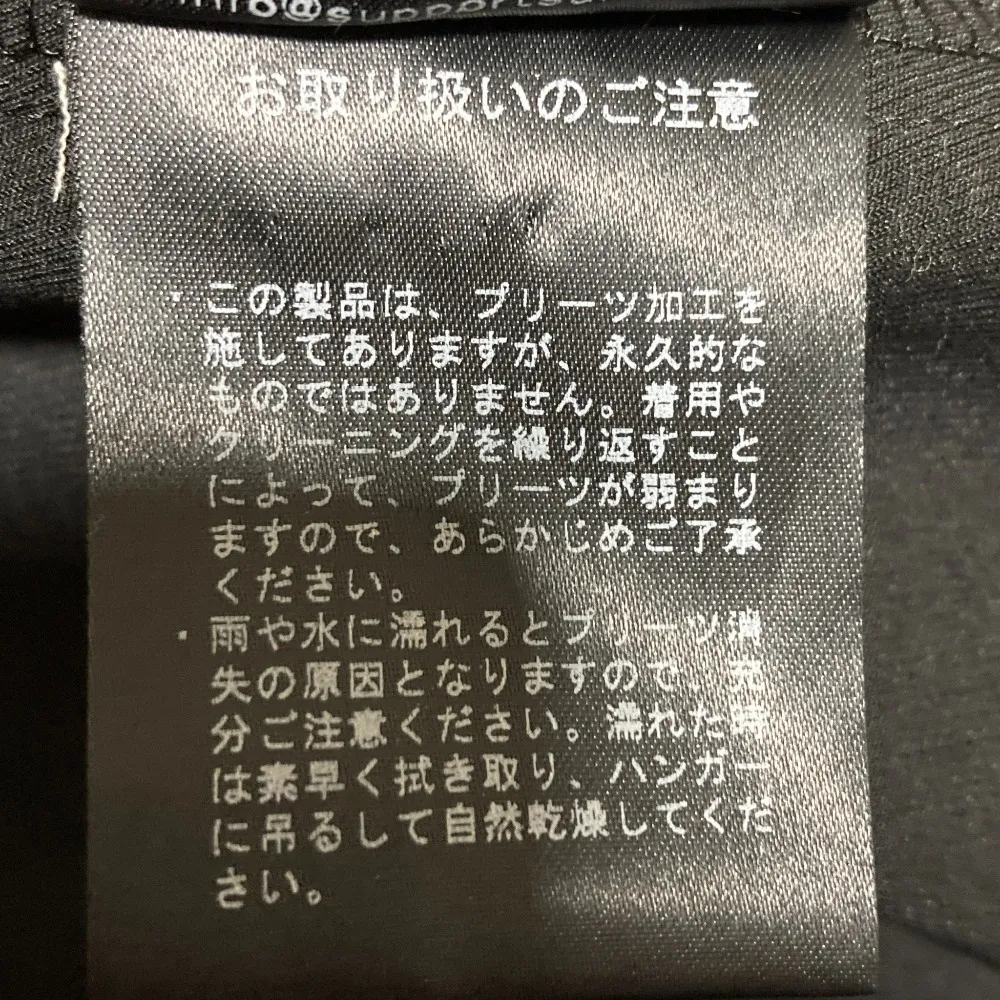 info@supports
お取り扱いのご注意
・この製品は、プリーツ加工を
施してありますが、永久的な
ものではありません。着用や
クリーニングを繰り返すこと
によって、プリーツが弱まり
ますので、あらかじめご了承
ください。
・雨や水に濡れるとプリーツ消
失の原因となりますので、充
分ご注意ください。濡れた時
は素早く拭き取り、ハンガー
に吊るして自然乾燥してくだ
さい。